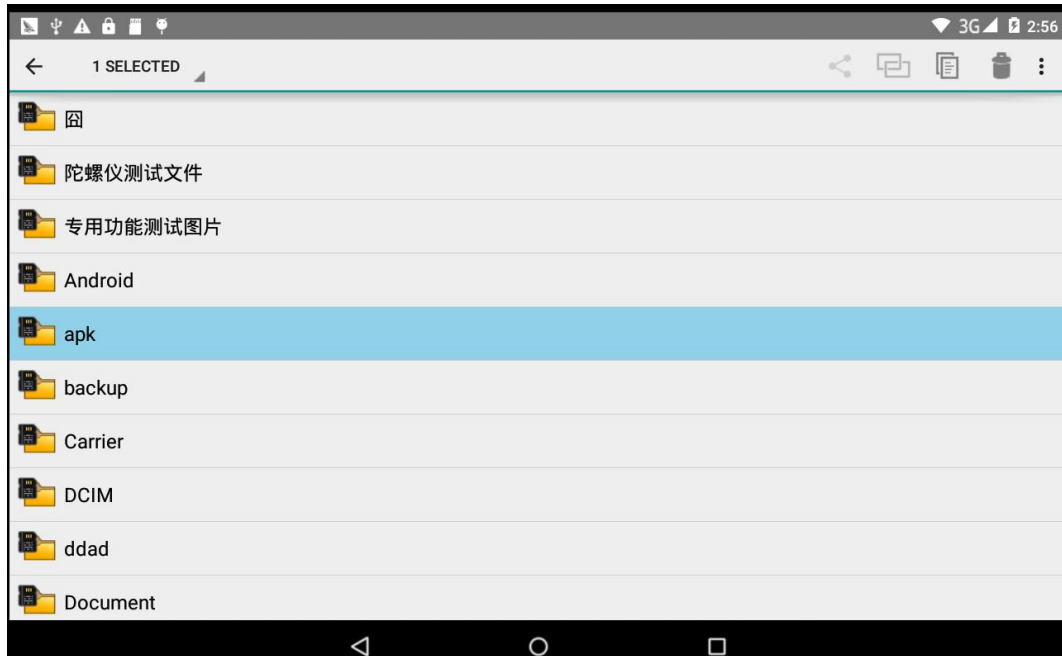 3G 2:56
1 SELECTED
囧
陀螺仪测试文件
专用功能测试图片
Android
apk
backup
Carrier
DCIM
ddad
Document